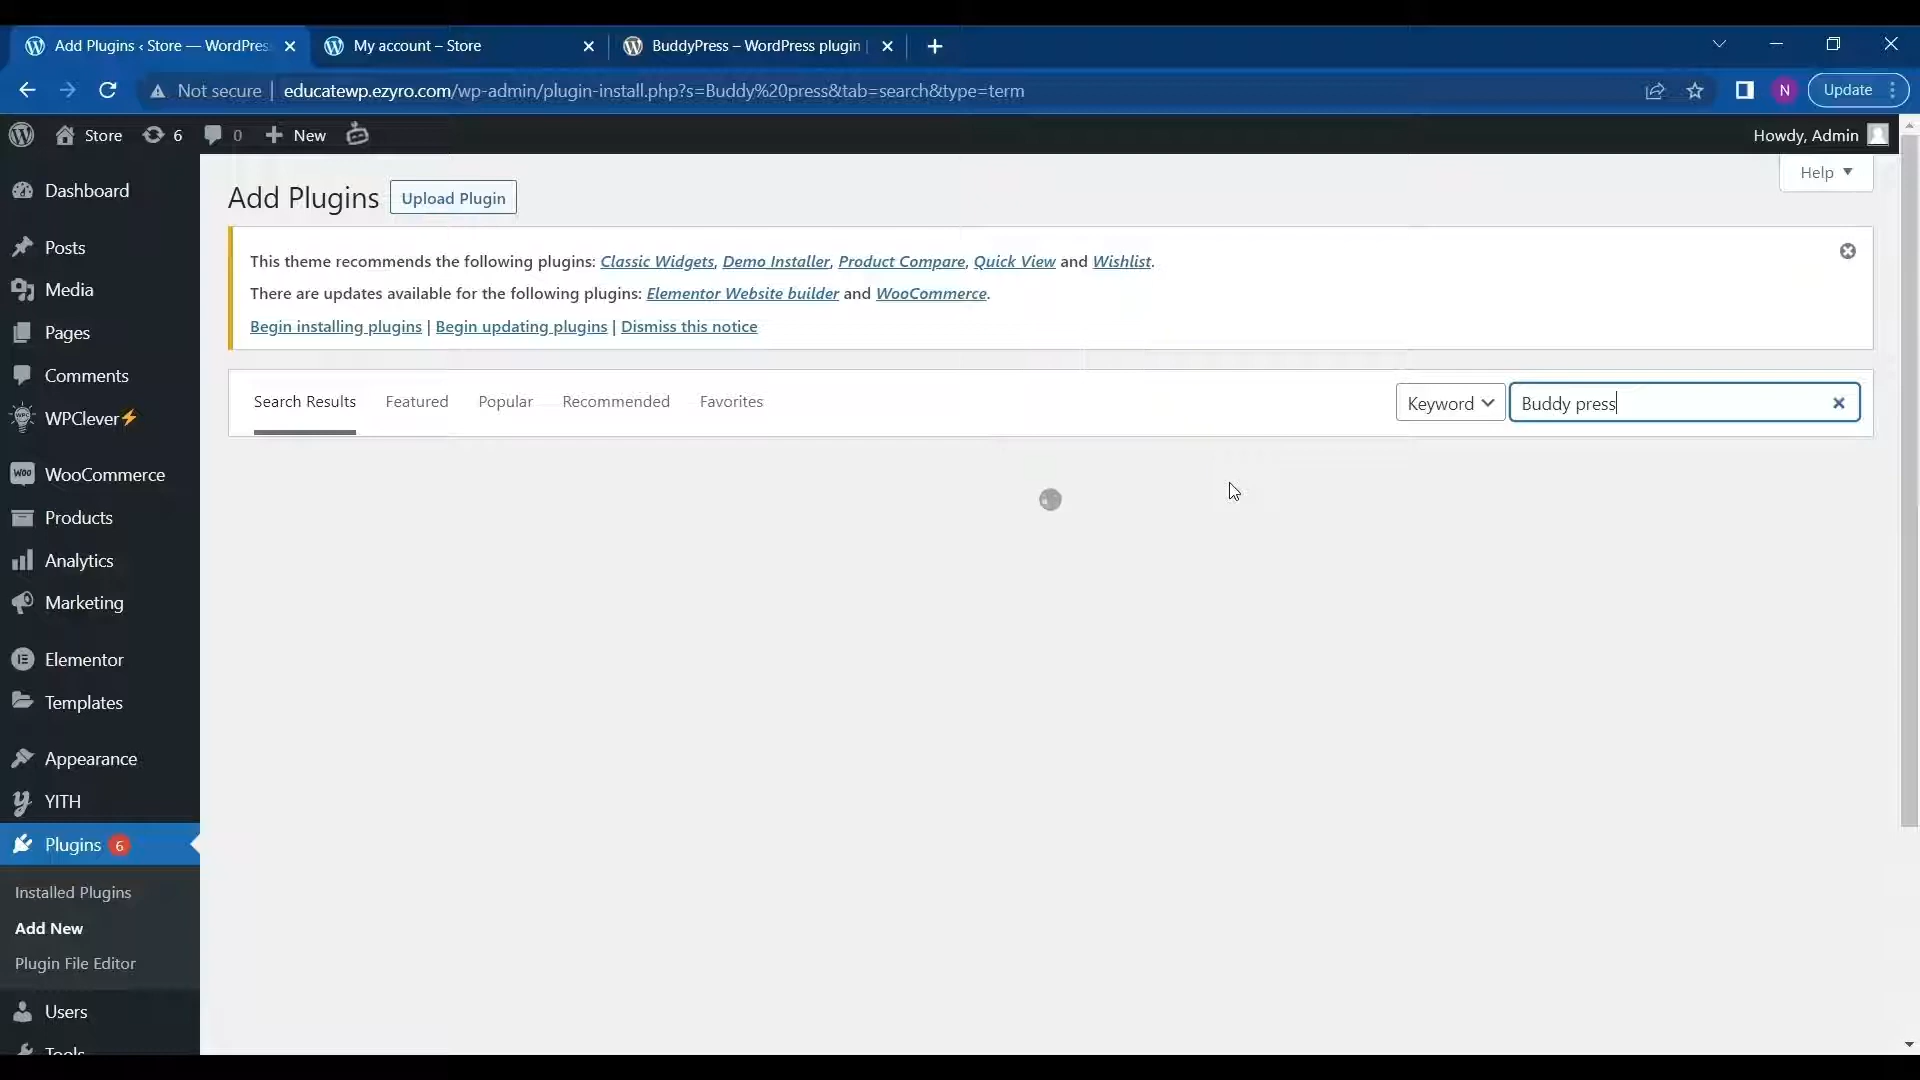 Add Plugins ‹ Store — WordPres
My account – Store
BuddyPress – WordPress plugin
Not secure
educatewp.ezyro.com/wp-admin/plugin-install.php?s=Buddy%20press&tab=search&type=term
N
Update
Store
6
0
New
Howdy, Admin
Help
Dashboard
Posts
Media
Pages
Comments
WPClever⚡
WooCommerce
Products
Analytics
Marketing
Elementor
Templates
Appearance
YITH
Plugins 6
Installed Plugins
Add New
Plugin File Editor
Users
Tools
Add Plugins
Upload Plugin
This theme recommends the following plugins: Classic Widgets, Demo Installer, Product Compare, Quick View and Wishlist.
There are updates available for the following plugins: Elementor Website builder and WooCommerce.
Begin installing plugins | Begin updating plugins | Dismiss this notice
Search Results
Featured
Popular
Recommended
Favorites
Keyword
Buddy press